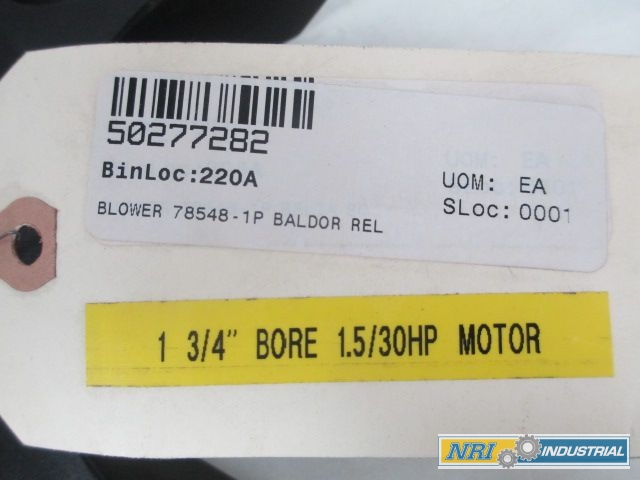 50277282
BinLoc:220A
UOM: EA
BLOWER 78548-1P BALDOR REL
SLoc:0001
1 3/4" BORE 1.5/30HP MOTOR
NRI INDUSTRIAL